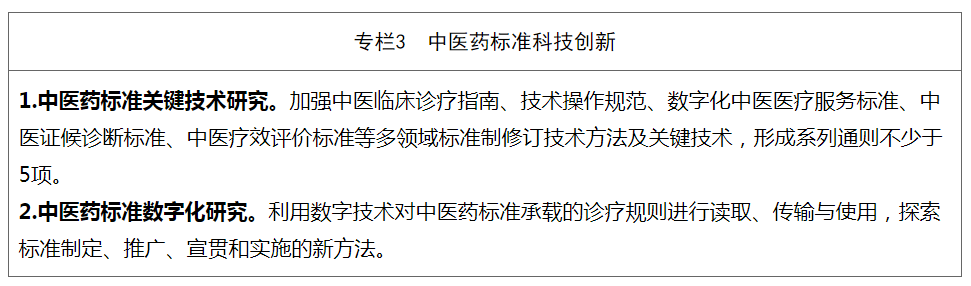 专栏3 中医药标准科技创新
1.中医药标准关键技术研究。加强中医临床诊疗指南、技术操作规范、数字化中医医疗服务标准、中
医证候诊断标准、中医疗效评价标准等多领域标准制修订技术方法及关键技术，形成系列通则不少于
5项。
2.中医药标准数字化研究。利用数字技术对中医药标准承载的诊疗规则进行读取、传输与使用，探索
标准制定、推广、宣贯和实施的新方法。